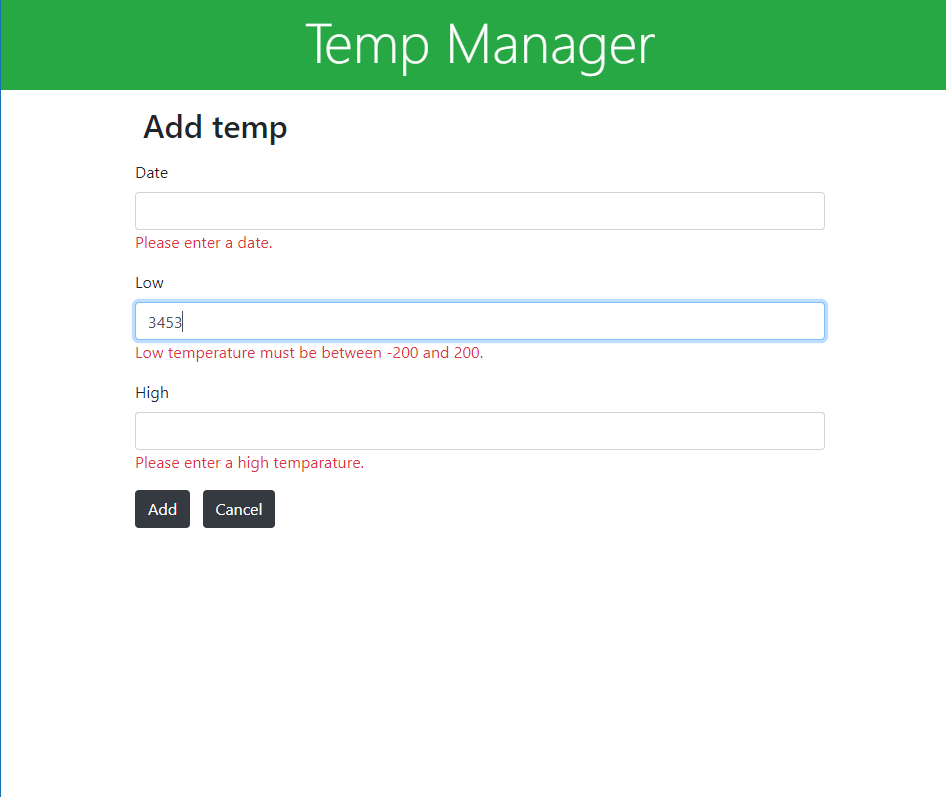 Temp Manager
Add temp
Date
Please enter a date.
Low
3453
Low temperature must be between -200 and 200.
High
Please enter a high temparature.
Add Cancel